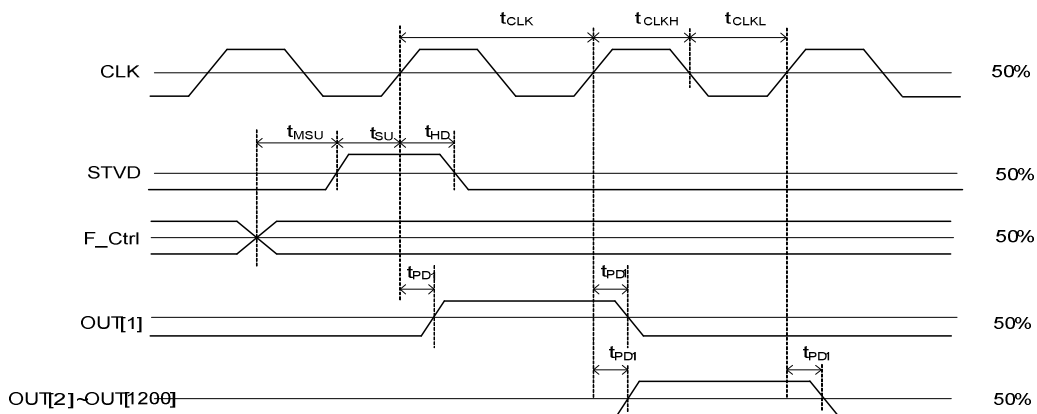 tCLK tCLKH tCLKL
CLK 50%
tMSU tSU tHD
STVD 50%
F_Ctrl 50%
tPD1 tPD1
OUT[1] 50%
tPD1 tPD1
OUT[2]~OUT[1200] 50%